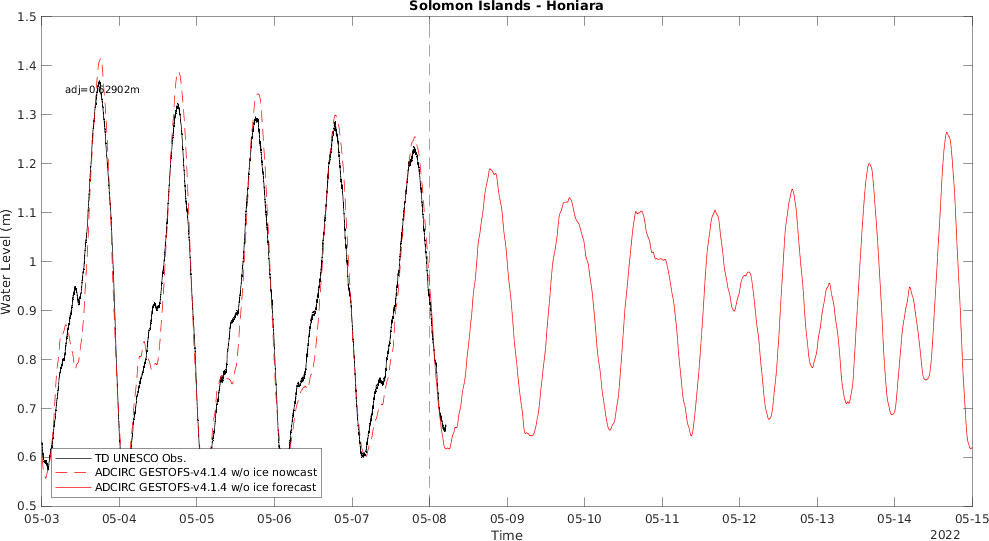 Solomon Islands - Honiara
1.5
1.4
adj=0.62902m
1.3
1.2
1.1
1
0.9
0.8
0.7
0.6
0.5
Water Level (m)
TD UNESCO Obs.
ADCIRC GESTOFS-v4.1.4 w/o ice nowcast
ADCIRC GESTOFS-v4.1.4 w/o ice forecast
05-03 05-04 05-05 05-06 05-07 05-08 05-09 05-10 05-11 05-12 05-13 05-14 05-15
Time
2022